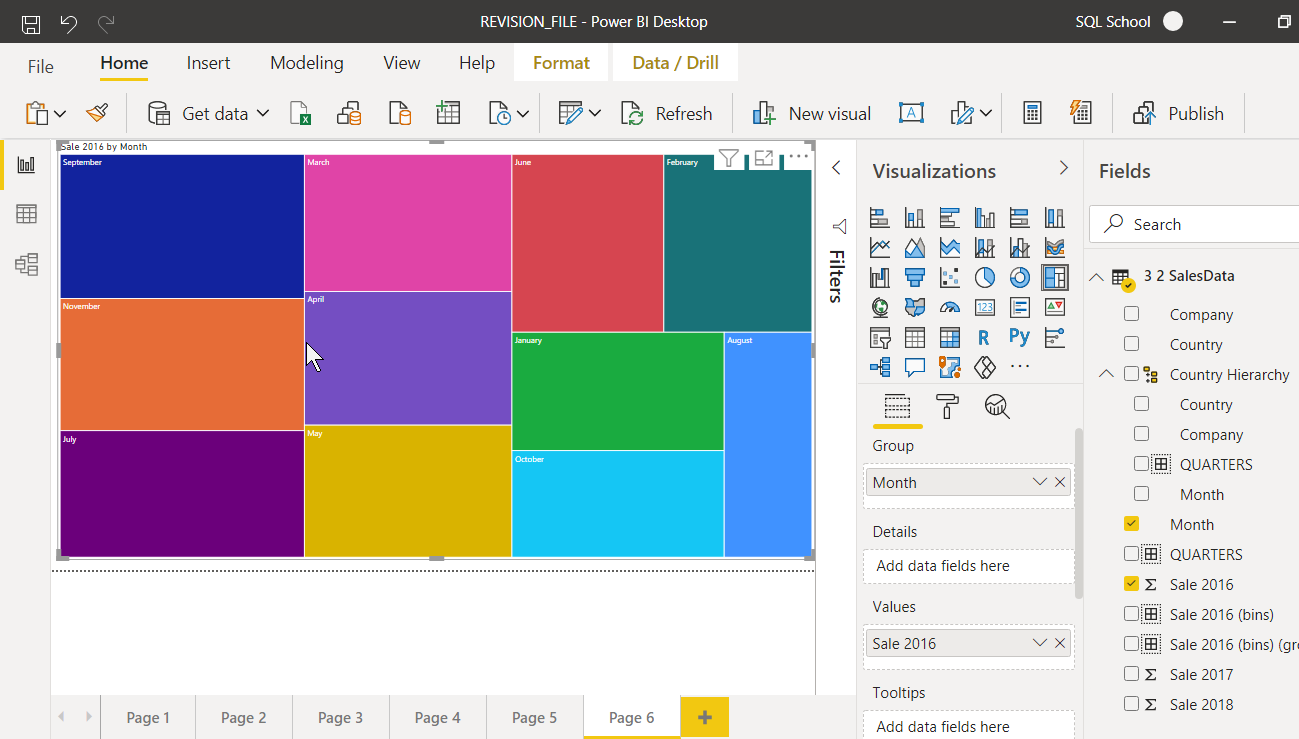 REVISION_FILE - Power BI Desktop
SQL School
File
Home
Insert
Modeling
View
Help
Format
Data / Drill
Get data
Refresh
New visual
Publish
Sale 2016 by Month
September
March
June
February
November
April
January
August
July
May
October
Filters
Visualizations
123
R
Py
Group
Month
Details
Add data fields here
Values
Sale 2016
Tooltips
Add data fields here
Fields
Search
3 2 SalesData
Company
Country
Country Hierarchy
Country
Company
QUARTERS
Month
Month
QUARTERS
Σ Sale 2016
Sale 2016 (bins)
Sale 2016 (bins) (gr
Σ Sale 2017
Σ Sale 2018
Page 1
Page 2
Page 3
Page 4
Page 5
Page 6